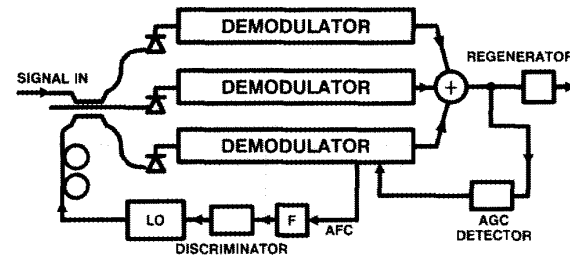 DEMODULATOR
REGENERATOR
SIGNAL IN
DEMODULATOR
+
DEMODULATOR
LO
DISCRIMINATOR
F
AFC
AGC
DETECTOR